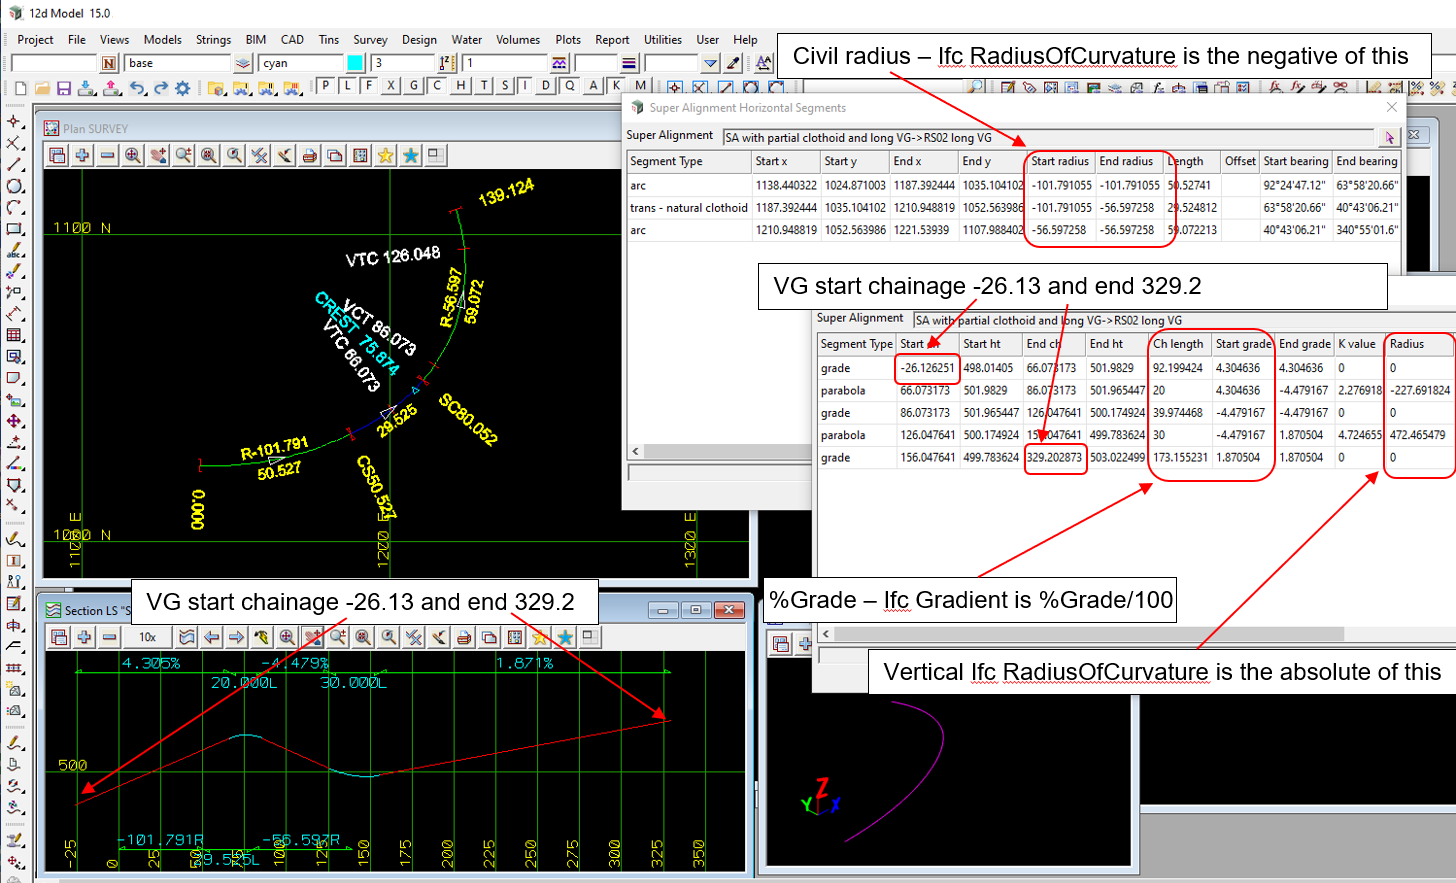 12d Model 15.0
Project File Views Models Strings BIM CAD Tins Survey Design Water Volumes Plots Report Utilities User Help
base cyan 3 1
P L F X G C H T S I D Q A K M
Civil radius – Ifc RadiusOfCurvature is the negative of this
Plan SURVEY
139.124
1100 N
VTC 126.048
R-56.597
59.072
VCT 86.073
CREST 75.874
VTC 66.073
SC80.052
29.525
R-101.791
50.527
CS50.527
0.000
1000 N
1100 E
1200 E
1300 E
Super Alignment Horizontal Segments
Super Alignment SA with partial clothoid and long VG->RS02 long VG
Segment Type Start x Start y End x End y Start radius End radius Length Offset Start bearing End bearing
arc 1138.440322 1024.871003 1187.392444 1035.104102 -101.791055 -101.791055 50.52741 92°24'47.12" 63°58'20.66"
trans - natural clothoid 1187.392444 1035.104102 1210.948819 1052.563986 -101.791055 -56.597258 29.524812 63°58'20.66" 40°43'06.21"
arc 1210.948819 1052.563986 1221.53939 1107.988402 -56.597258 -56.597258 59.072213 40°43'06.21" 340°55'01.6"
VG start chainage -26.13 and end 329.2
Super Alignment SA with partial clothoid and long VG->RS02 long VG
Segment Type Start ch Start ht End ch End ht Ch length Start grade End grade K value Radius
grade -26.126251 498.01405 66.073173 501.9829 92.199424 4.304636 4.304636 0 0
parabola 66.073173 501.9829 86.073173 501.965447 20 4.304636 -4.479167 2.276918 -227.691824
grade 86.073173 501.965447 126.047641 500.174924 39.974468 -4.479167 -4.479167 0 0
parabola 126.047641 500.174924 156.047641 499.783624 30 -4.479167 1.870504 4.724655 472.465479
grade 156.047641 499.783624 329.202873 503.022499 173.155231 1.870504 1.870504 0 0
%Grade – Ifc Gradient is %Grade/100
Vertical Ifc RadiusOfCurvature is the absolute of this
VG start chainage -26.13 and end 329.2
Section LS "S
10x
4.305% -4.479% 1.871%
20.000L 30.000L
500
-101.791R -56.597R
-25 0 25 50 75 100 125 150 175 200 225 250 275 300 325 350
Z
Y X